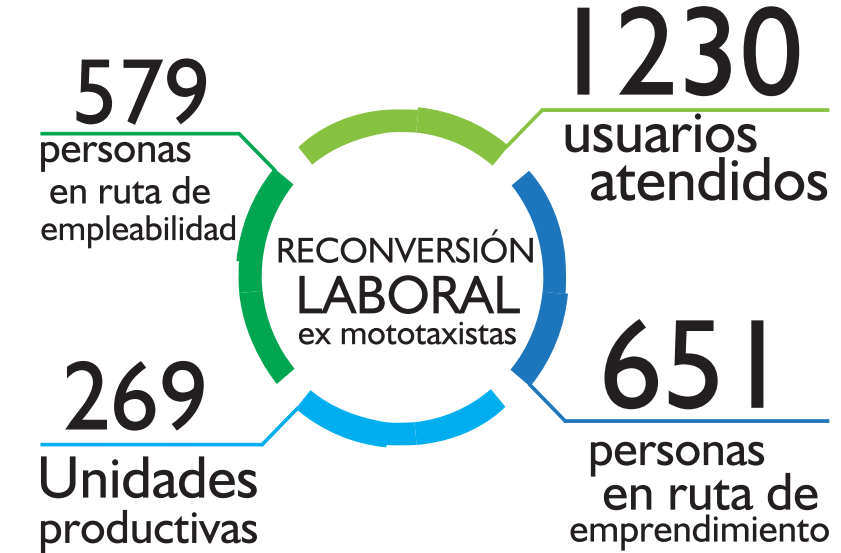 579
personas
en ruta de
empleabilidad
1230
usuarios
atendidos
RECONVERSIÓN
LABORAL
ex mototaxistas
269
Unidades
productivas
651
personas
en ruta de
emprendimiento